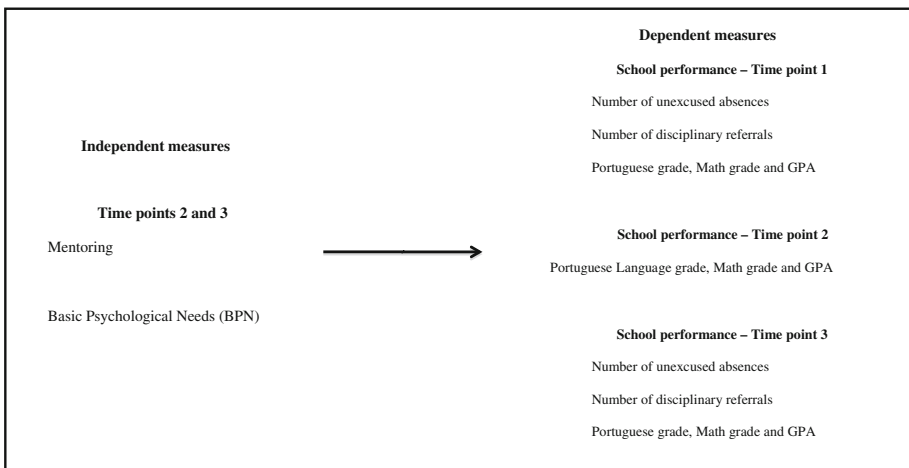 Independent measures
Time points 2 and 3
Mentoring
Basic Psychological Needs (BPN)
Dependent measures
School performance – Time point 1
Number of unexcused absences
Number of disciplinary referrals
Portuguese grade, Math grade and GPA
School performance – Time point 2
Portuguese Language grade, Math grade and GPA
School performance – Time point 3
Number of unexcused absences
Number of disciplinary referrals
Portuguese grade, Math grade and GPA